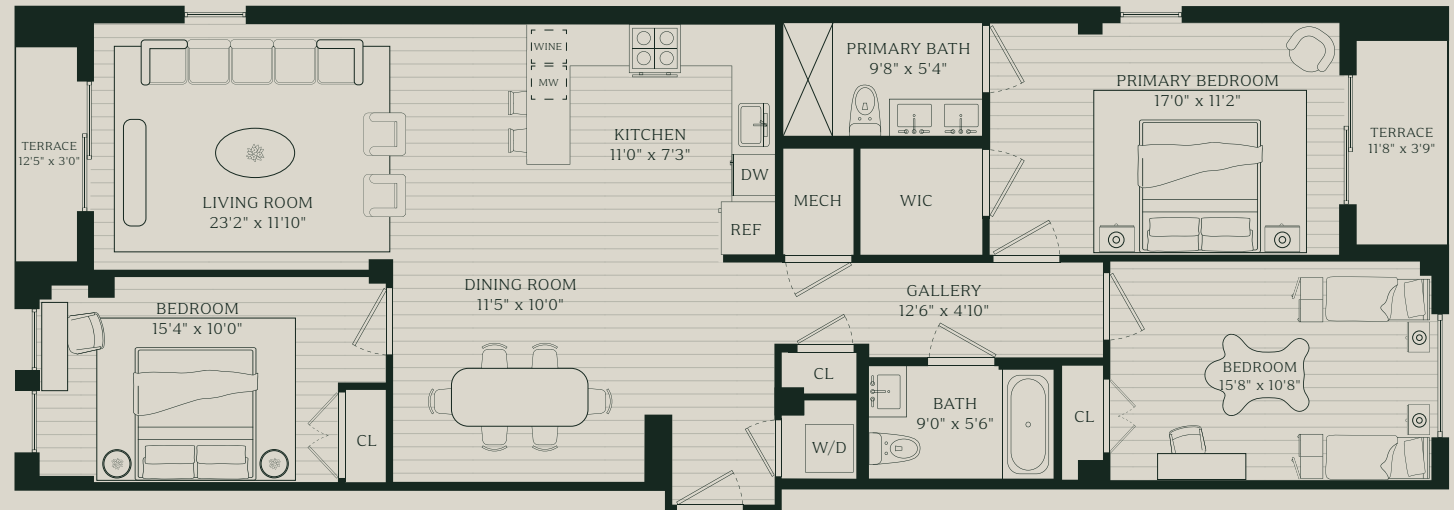 WINE
MW
PRIMARY BATH
9'8" x 5'4"
PRIMARY BEDROOM
17'0" x 11'2"
TERRACE
12'5" x 3'0"
KITCHEN
11'0" x 7'3"
TERRACE
11'8" x 3'9"
DW
LIVING ROOM
23'2" x 11'10"
MECH
WIC
REF
DINING ROOM
11'5" x 10'0"
GALLERY
12'6" x 4'10"
BEDROOM
15'4" x 10'0"
CL
BEDROOM
15'8" x 10'8"
BATH
9'0" x 5'6"
CL
CL
W/D